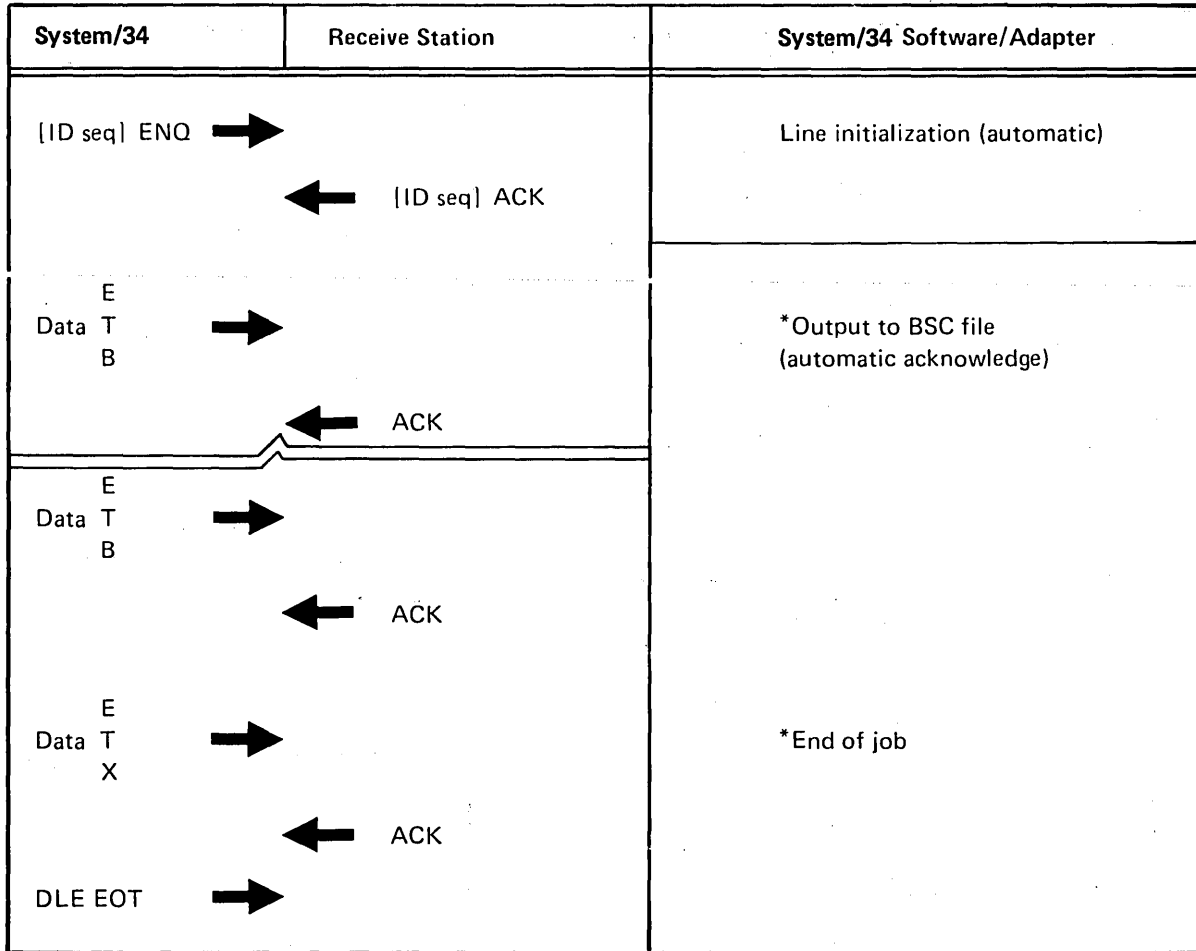 System/34 Receive Station System/34 Software/Adapter
[ID seq] ENQ Line initialization (automatic)
[ID seq] ACK
E
Data T *Output to BSC file
B (automatic acknowledge)
ACK
E
Data T
B
ACK
E
Data T *End of job
X
ACK
DLE EOT